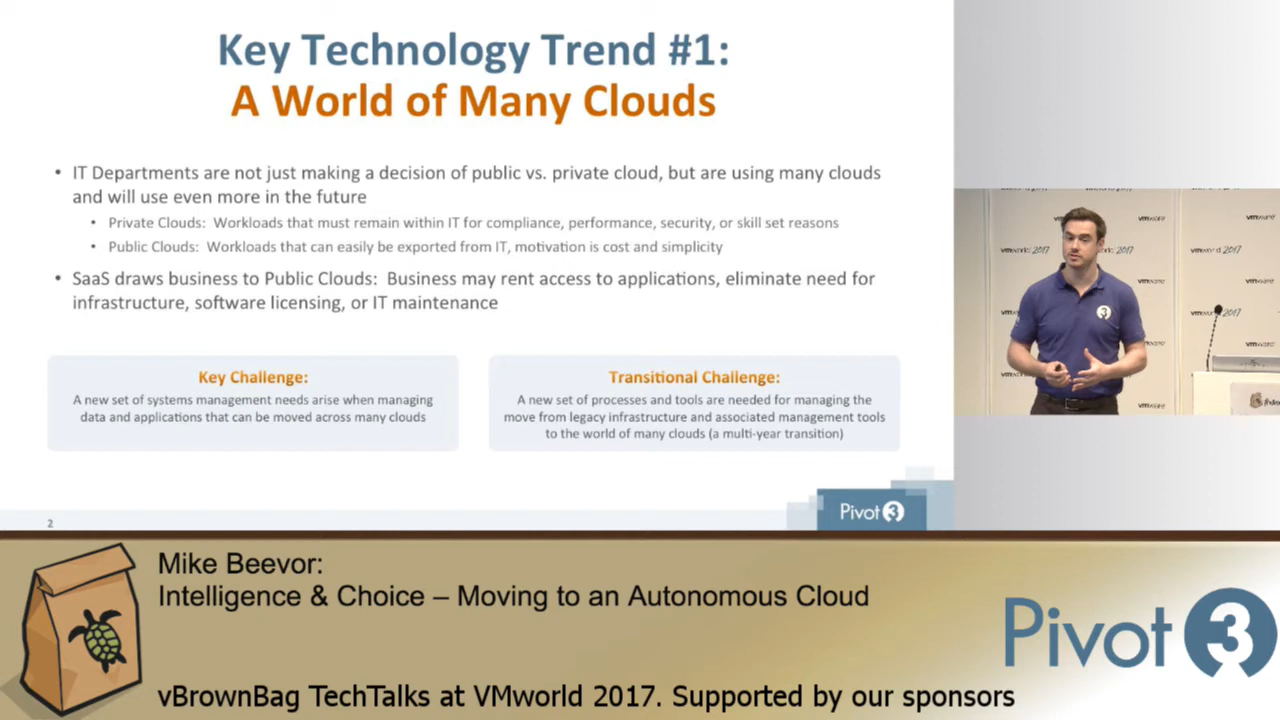 Key Technology Trend #1:
A World of Many Clouds
• IT Departments are not just making a decision of public vs. private cloud, but are using many clouds
and will use even more in the future
• Private Clouds: Workloads that must remain within IT for compliance, performance, security, or skill set reasons
• Public Clouds: Workloads that can easily be exported from IT, motivation is cost and simplicity
• SaaS draws business to Public Clouds: Business may rent access to applications, eliminate need for
infrastructure, software licensing, or IT maintenance
Key Challenge:
A new set of systems management needs arise when managing
data and applications that can be moved across many clouds
Transitional Challenge:
A new set of processes and tools are needed for managing the
move from legacy infrastructure and associated management tools
to the world of many clouds (a multi-year transition)
2
Pivot3
vmware
vmworld 2017
vmware
3
Mike Beevor:
Intelligence & Choice – Moving to an Autonomous Cloud
Pivot3
vBrownBag TechTalks at VMworld 2017. Supported by our sponsors